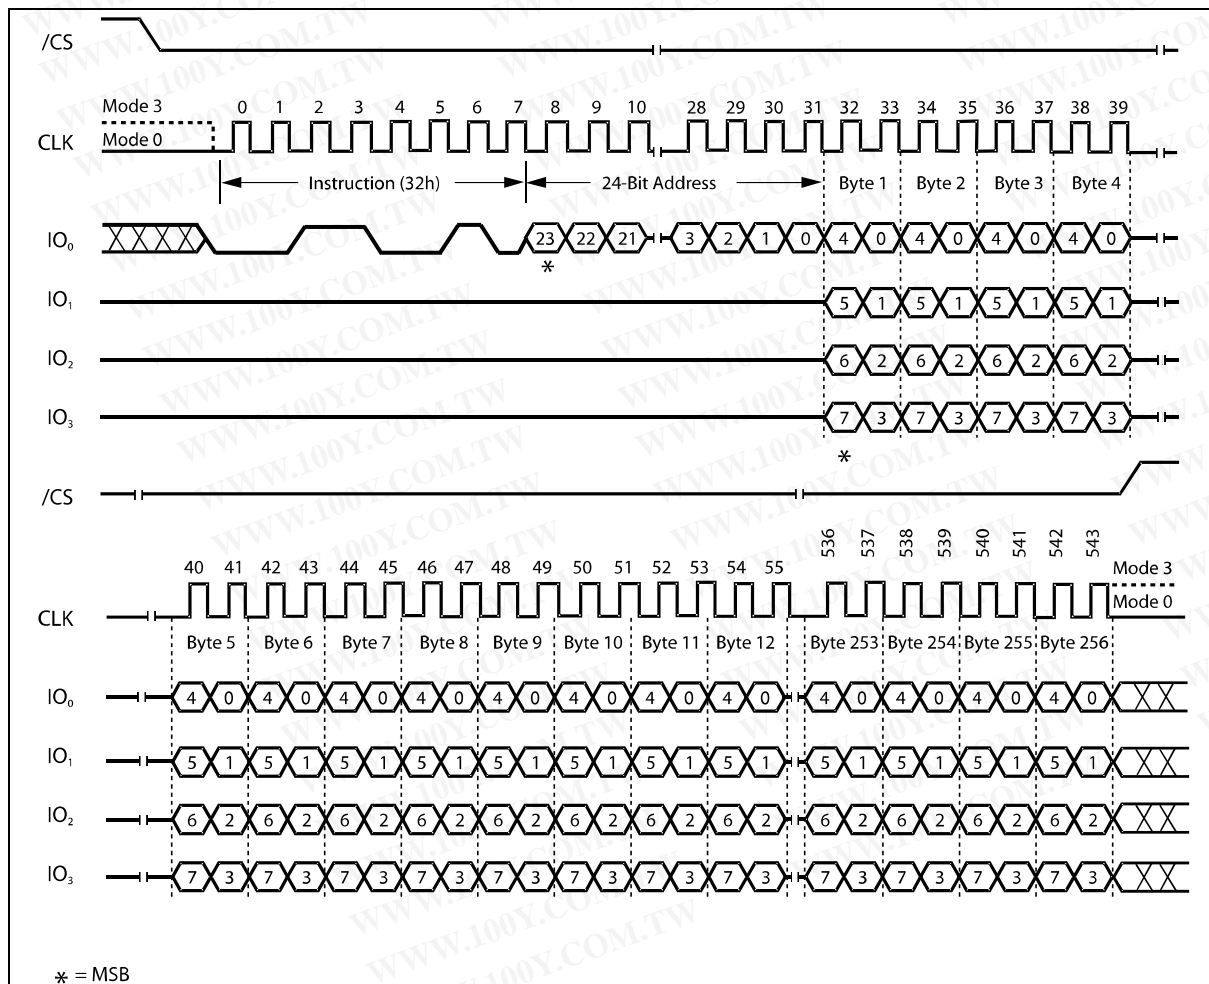 /CS
Mode 3
0 1 2 3 4 5 6 7 8 9 10 28 29 30 31 32 33 34 35 36 37 38 39
CLK
Mode 0
Instruction (32h) 24-Bit Address Byte 1 Byte 2 Byte 3 Byte 4
IO₀ 23 22 21 3 2 1 0 4 0 4 0 4 0 4 0
*
IO₁ 5 1 5 1 5 1 5 1
IO₂ 6 2 6 2 6 2 6 2
IO₃ 7 3 7 3 7 3 7 3
*
/CS
536 537 538 539 540 541 542 543
40 41 42 43 44 45 46 47 48 49 50 51 52 53 54 55 Mode 3
CLK Mode 0
Byte 5 Byte 6 Byte 7 Byte 8 Byte 9 Byte 10 Byte 11 Byte 12 Byte 253 Byte 254 Byte 255 Byte 256
IO₀ 4 0 4 0 4 0 4 0 4 0 4 0 4 0 4 0 4 0 4 0 4 0 4 0
IO₁ 5 1 5 1 5 1 5 1 5 1 5 1 5 1 5 1 5 1 5 1 5 1 5 1
IO₂ 6 2 6 2 6 2 6 2 6 2 6 2 6 2 6 2 6 2 6 2 6 2 6 2
IO₃ 7 3 7 3 7 3 7 3 7 3 7 3 7 3 7 3 7 3 7 3 7 3 7 3
* = MSB
WWW.100Y.COM.TW